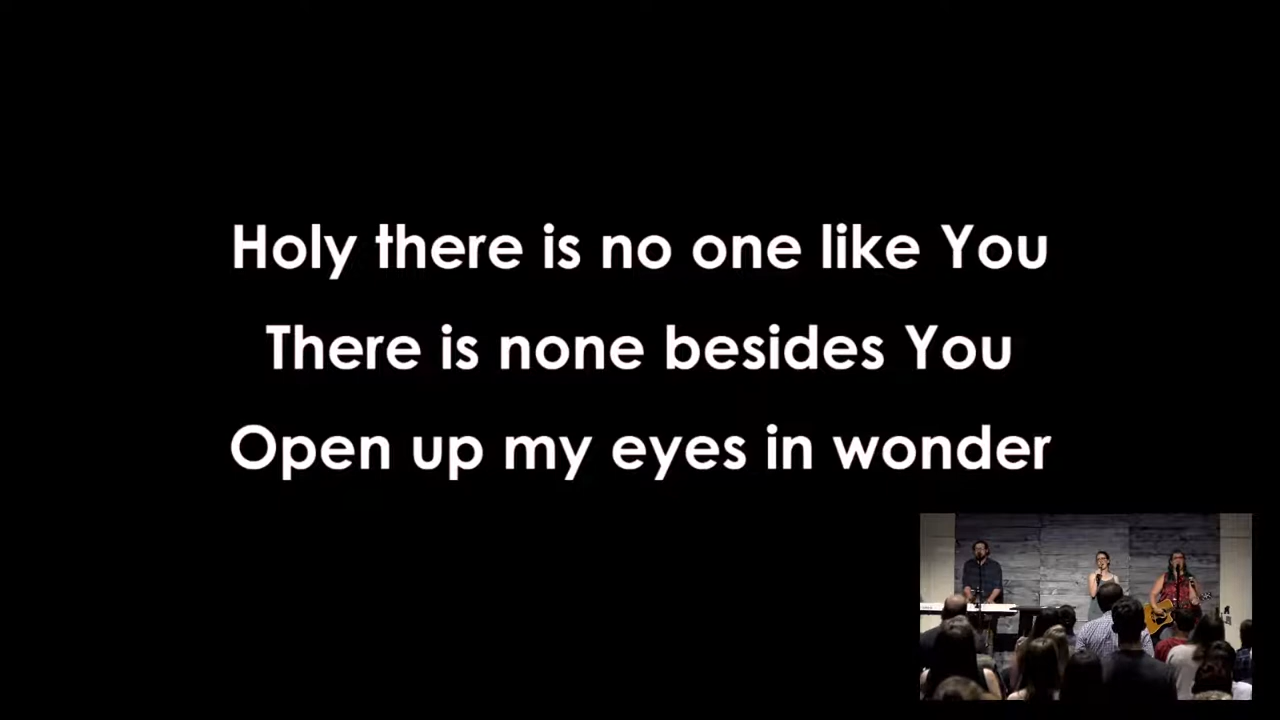 Holy there is no one like You
There is none besides You
Open up my eyes in wonder